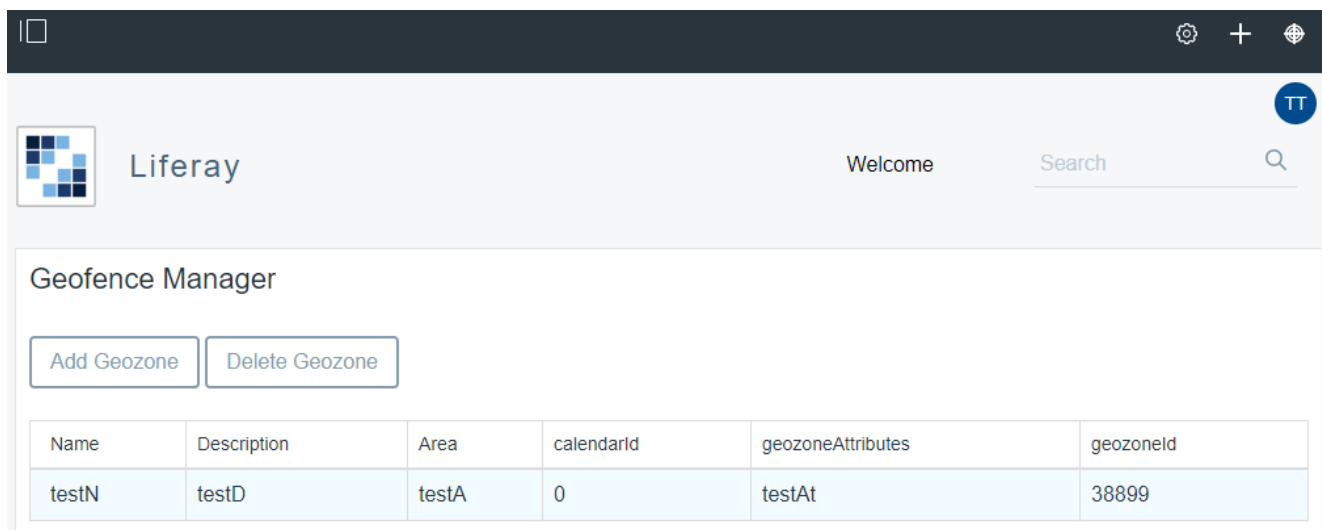 TT
Liferay Welcome Search
Geofence Manager
Add Geozone Delete Geozone
Name Description Area calendarId geozoneAttributes geozoneId
testN testD testA 0 testAt 38899